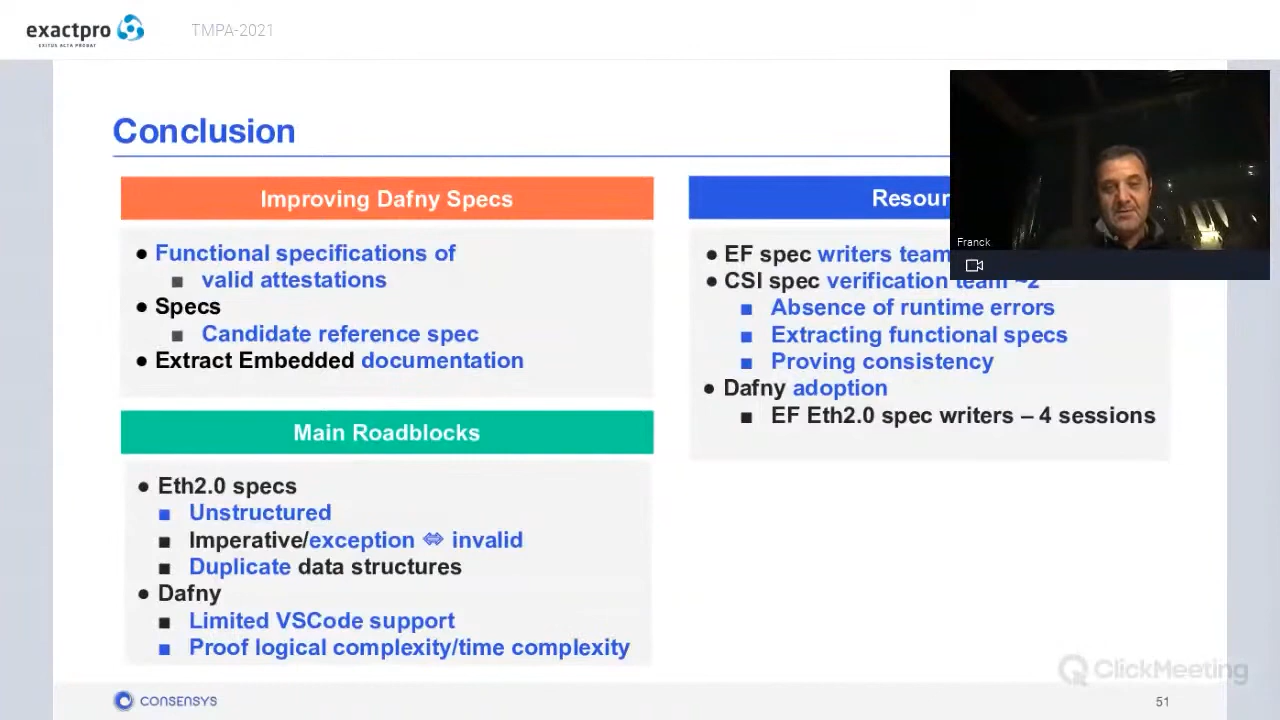 exactpro
EXITUS ACTA PROBAT
TMPA-2021
Conclusion
Improving Dafny Specs
● Functional specifications of
■ valid attestations
● Specs
■ Candidate reference spec
● Extract Embedded documentation
Main Roadblocks
● Eth2.0 specs
■ Unstructured
■ Imperative/exception ⇔ invalid
■ Duplicate data structures
● Dafny
■ Limited VSCode support
■ Proof logical complexity/time complexity
● EF spec writers team
● CSI spec verification team ~2
■ Absence of runtime errors
■ Extracting functional specs
■ Proving consistency
● Dafny adoption
■ EF Eth2.0 spec writers – 4 sessions
Franck
ClickMeeting
CONSENSYS
51